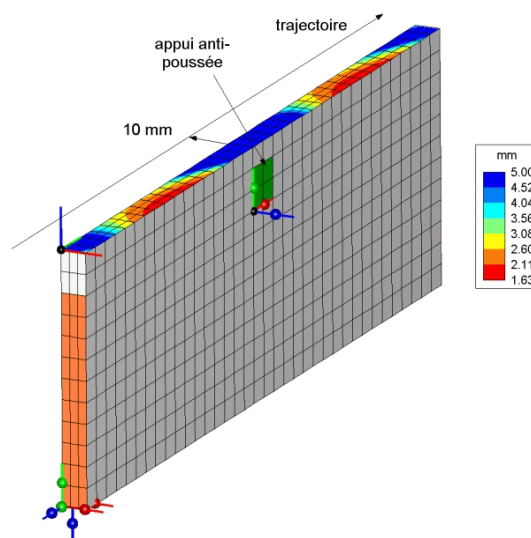 trajectoire
appui anti-
poussée
10 mm
mm
5.00
4.52
4.04
3.56
3.08
2.60
2.11
1.63